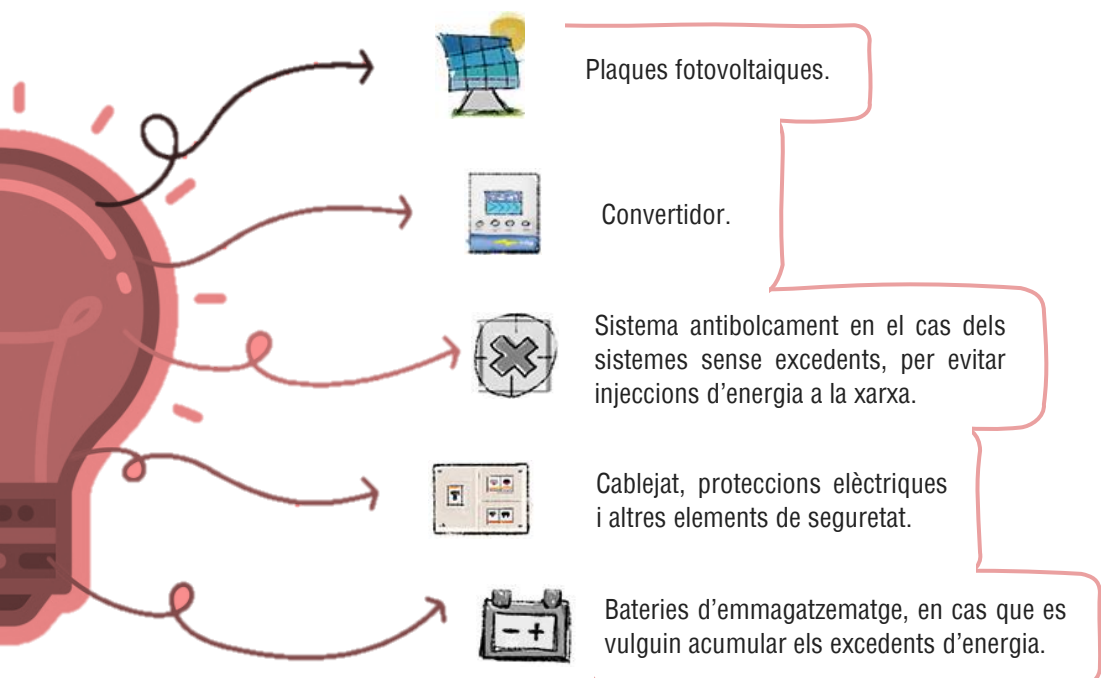 Plaques fotovoltaiques.
Convertidor.
Sistema antibolcament en el cas dels
sistemes sense excedents, per evitar
injeccions d’energia a la xarxa.
Cablejat, proteccions elèctriques
i altres elements de seguretat.
- +
Bateries d’emmagatzematge, en cas que es
vulguin acumular els excedents d’energia.